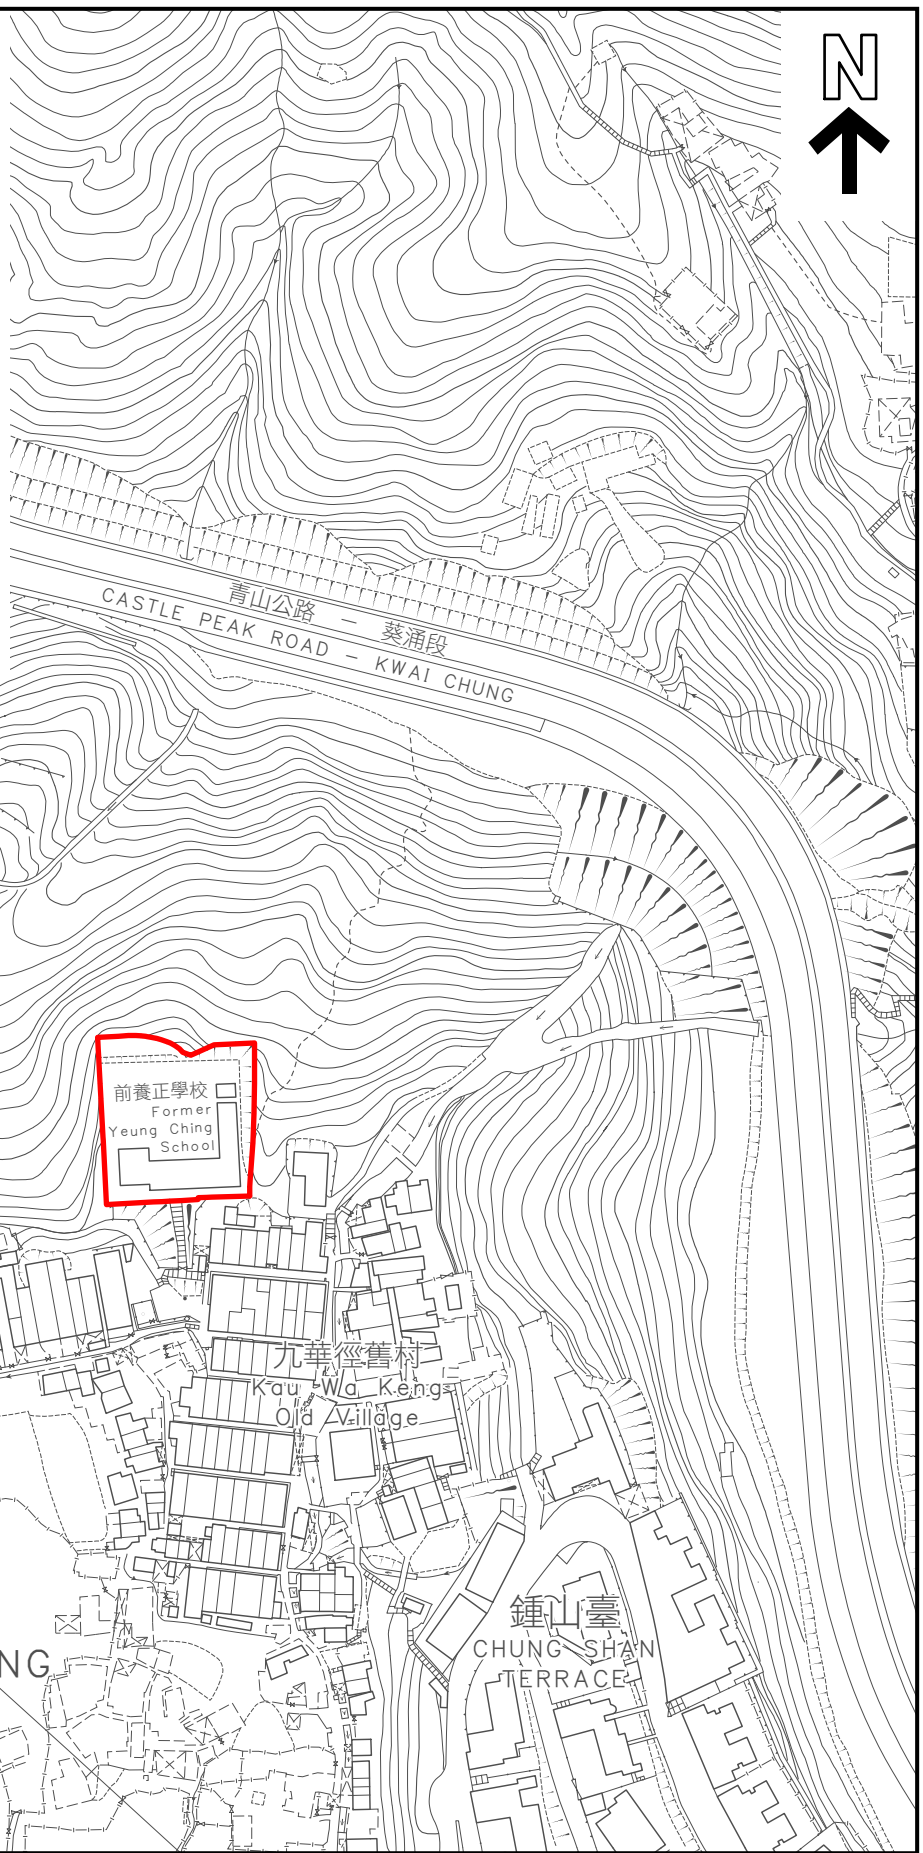 N
青山公路 — 葵涌段
CASTLE PEAK ROAD — KWAI CHUNG
前養正學校
Former
Yeung Ching
School
九華徑舊村
Kau Wa Keng
Old Village
鍾山臺
CHUNG SHAN
TERRACE
NG